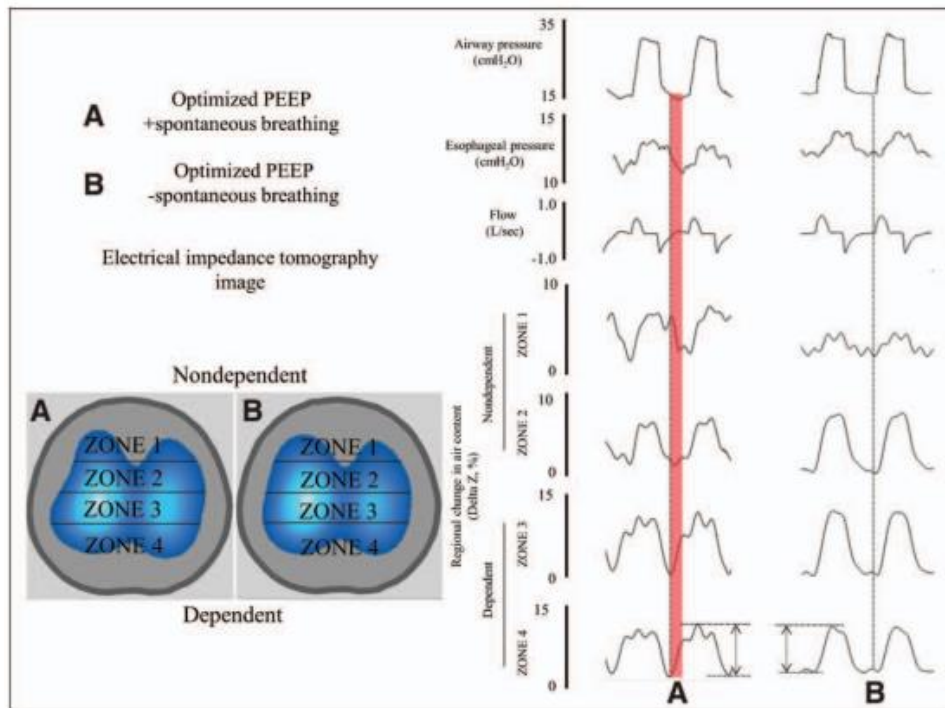 A
Optimized PEEP
+spontaneous breathing
B
Optimized PEEP
-spontaneous breathing
Electrical impedance tomography
image
Nondependent
A
ZONE 1
ZONE 2
ZONE 3
ZONE 4
B
ZONE 1
ZONE 2
ZONE 3
ZONE 4
Dependent
Airway pressure
(cmH₂O)
35
15
Esophageal pressure
(cmH₂O)
15
10
Flow
(L/sec)
1.0
-1.0
Regional change in air content
(Delta Z, %)
Nondependent
ZONE 1
10
0
ZONE 2
10
0
Dependent
ZONE 3
15
0
ZONE 4
15
0
A
B